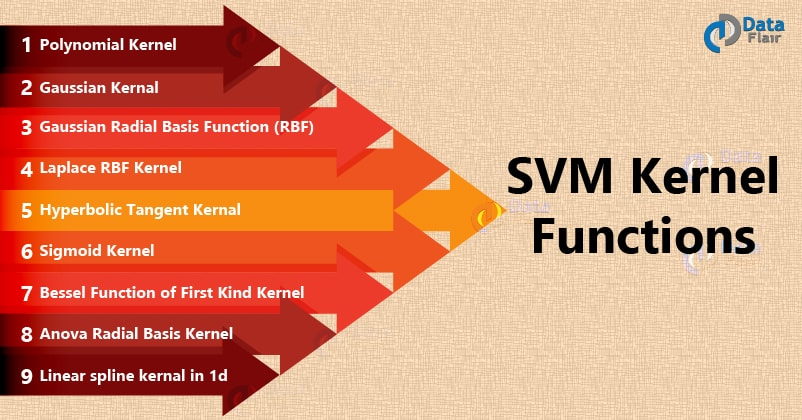 Data
Flair
1 Polynomial Kernel
2 Gaussian Kernal
3 Gaussian Radial Basis Function (RBF)
4 Laplace RBF Kernel
5 Hyperbolic Tangent Kernal
6 Sigmoid Kernel
7 Bessel Function of First Kind Kernel
8 Anova Radial Basis Kernel
9 Linear spline kernal in 1d
SVM Kernel
Functions